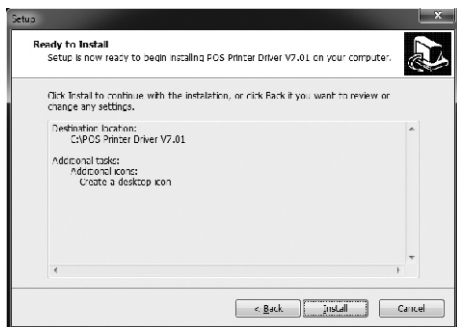 Setup
Ready to Install
Setup is now ready to begin installing POS Printer Driver V7.01 on your computer.
Click Install to continue with the installation, or click Back if you want to review or
change any settings.
Destination location:
C:\POS Printer Driver V7.01
Additional tasks:
Additional icons:
Create a desktop icon
< Back
Install
Cancel